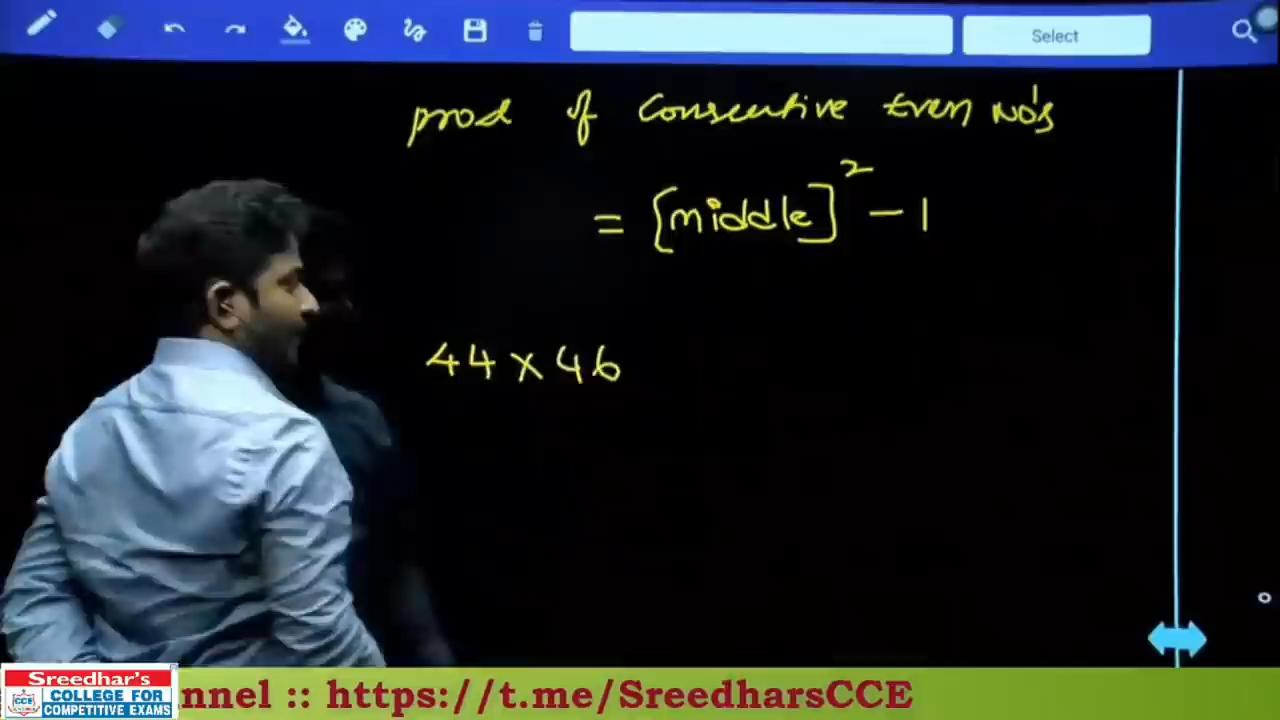 Select
prod of Consecutive Even NO's
= [middle]² - 1
44 x 46
Sreedhar's
CCE
COLLEGE FOR
COMPETITIVE EXAMS
nnel :: https://t.me/SreedharsCCE